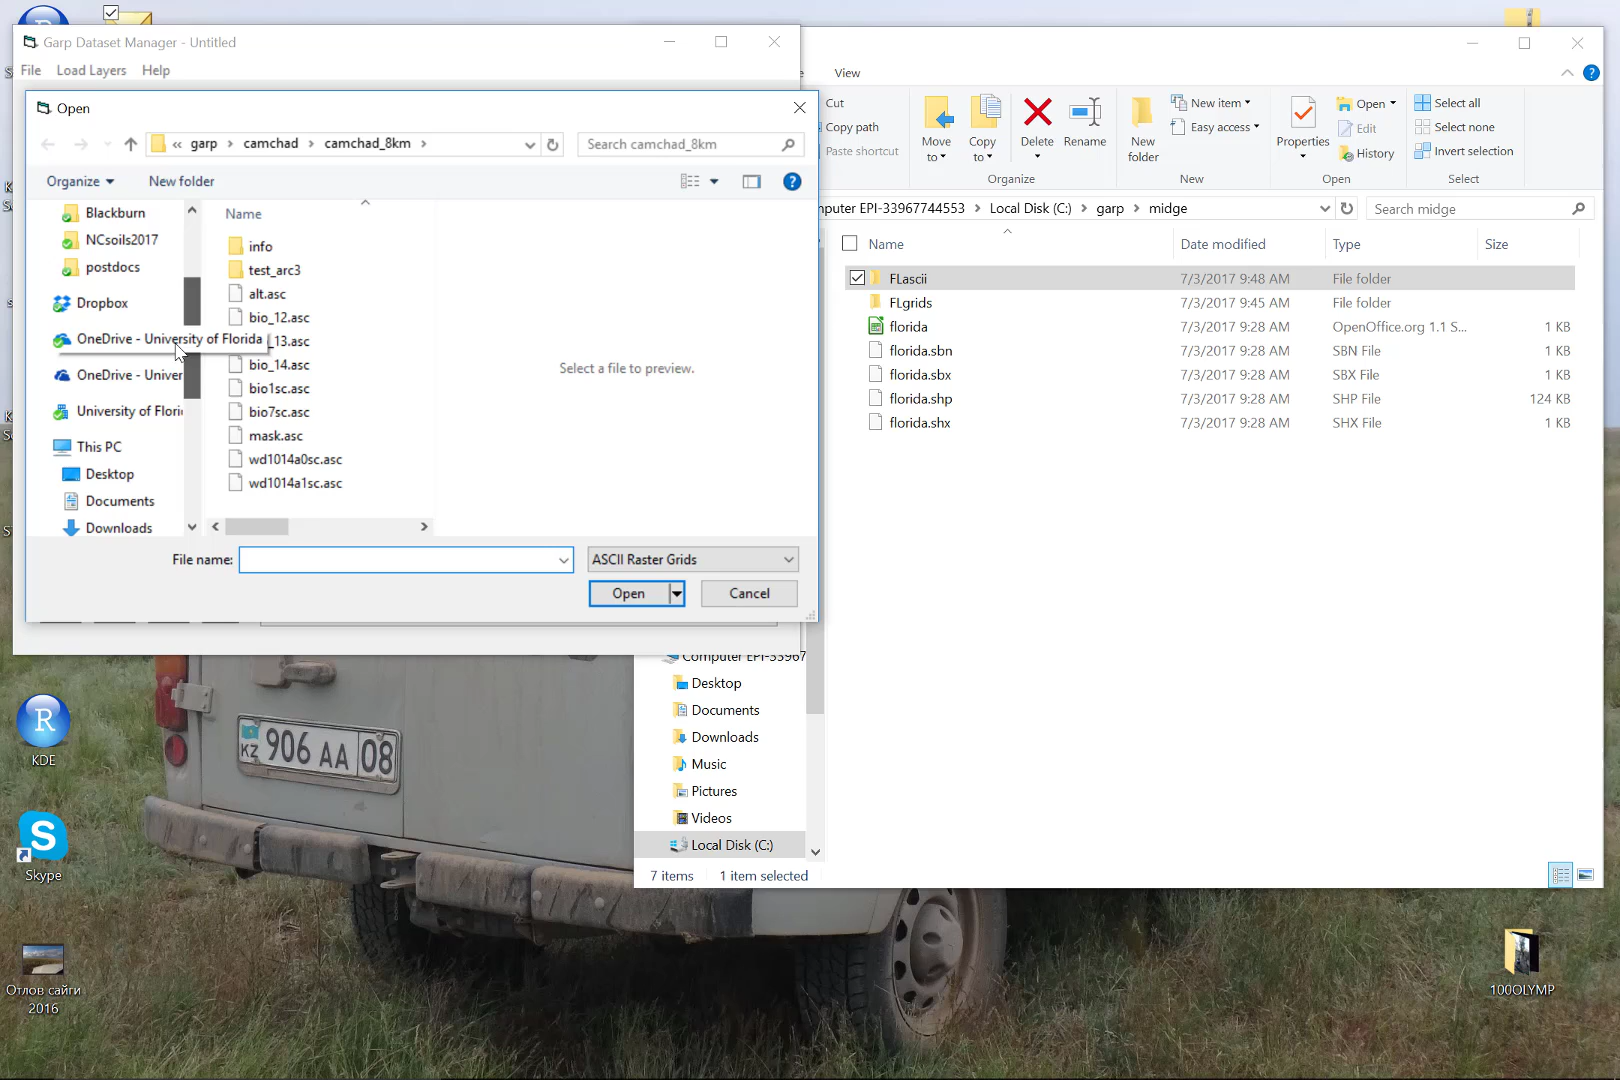 Garp Dataset Manager - Untitled
File Load Layers Help
Open
« garp > camchad > camchad_8km >
Search camchad_8km
Organize
New folder
Blackburn
NCsoils2017
postdocs
Dropbox
OneDrive - University of Florida
OneDrive - Univer
University of Flori
This PC
Desktop
Documents
Downloads
Name
info
test_arc3
alt.asc
bio_12.asc
_13.asc
bio_14.asc
bio1sc.asc
bio7sc.asc
mask.asc
wd1014a0sc.asc
wd1014a1sc.asc
Select a file to preview.
File name:
ASCII Raster Grids
Open
Cancel
View
Cut
Copy path
Paste shortcut
Move to
Copy to
Delete
Rename
Organize
New folder
New item
Easy access
New
Properties
Open
Edit
History
Open
Select all
Select none
Invert selection
Select
mputer EPI-33967744553 > Local Disk (C:) > garp > midge
Search midge
Name Date modified Type Size
FLascii 7/3/2017 9:48 AM File folder
FLgrids 7/3/2017 9:45 AM File folder
florida 7/3/2017 9:28 AM OpenOffice.org 1.1 S... 1 KB
florida.sbn 7/3/2017 9:28 AM SBN File 1 KB
florida.sbx 7/3/2017 9:28 AM SBX File 1 KB
florida.shp 7/3/2017 9:28 AM SHP File 124 KB
florida.shx 7/3/2017 9:28 AM SHX File 1 KB
Computer EPI-33967
Desktop
Documents
Downloads
Music
Pictures
Videos
Local Disk (C:)
7 items 1 item selected
R
KDE
KZ 906 AA 08
S
Skype
Отлов сайги
2016
100OLYMP